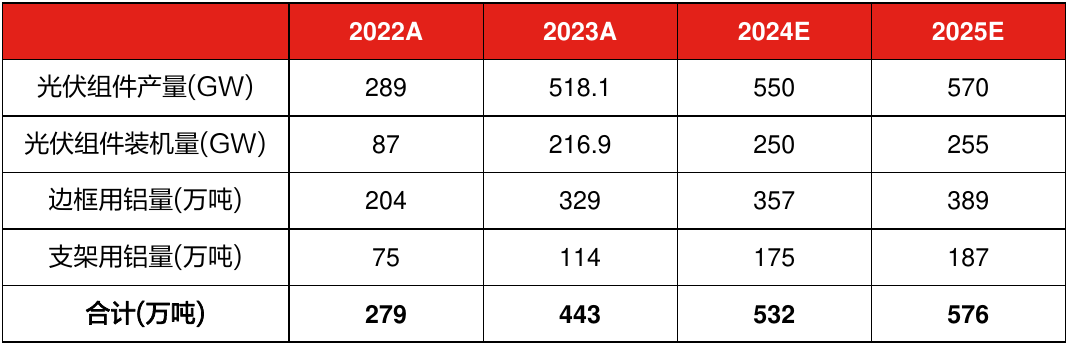 2022A 2023A 2024E 2025E
光伏组件产量(GW) 289 518.1 550 570
光伏组件装机量(GW) 87 216.9 250 255
边框用铝量(万吨) 204 329 357 389
支架用铝量(万吨) 75 114 175 187
合计(万吨) 279 443 532 576